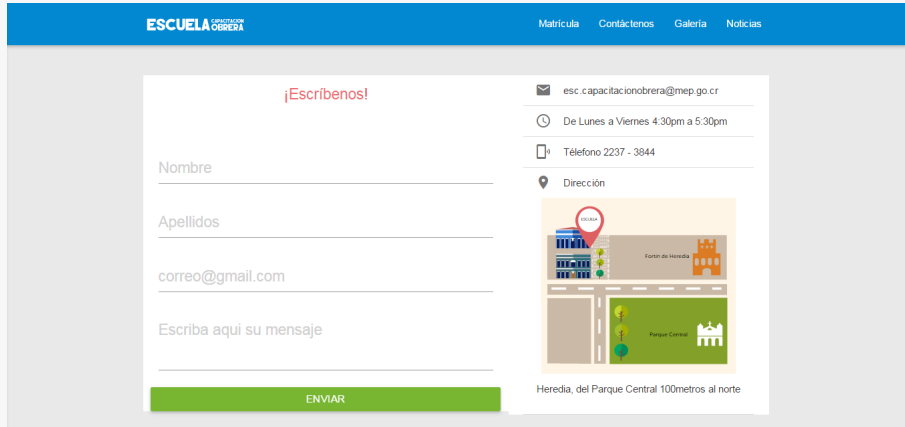 ESCUELA CAPACITACION OBRERA
Matrícula Contáctenos Galería Noticias
¡Escríbenos!
Nombre
Apellidos
correo@gmail.com
Escriba aqui su mensaje
ENVIAR
esc.capacitacionobrera@mep.go.cr
De Lunes a Viernes 4:30pm a 5:30pm
Télefono 2237 - 3844
Dirección
ESCUELA
Fortín de Heredia
Parque Central
Heredia, del Parque Central 100metros al norte